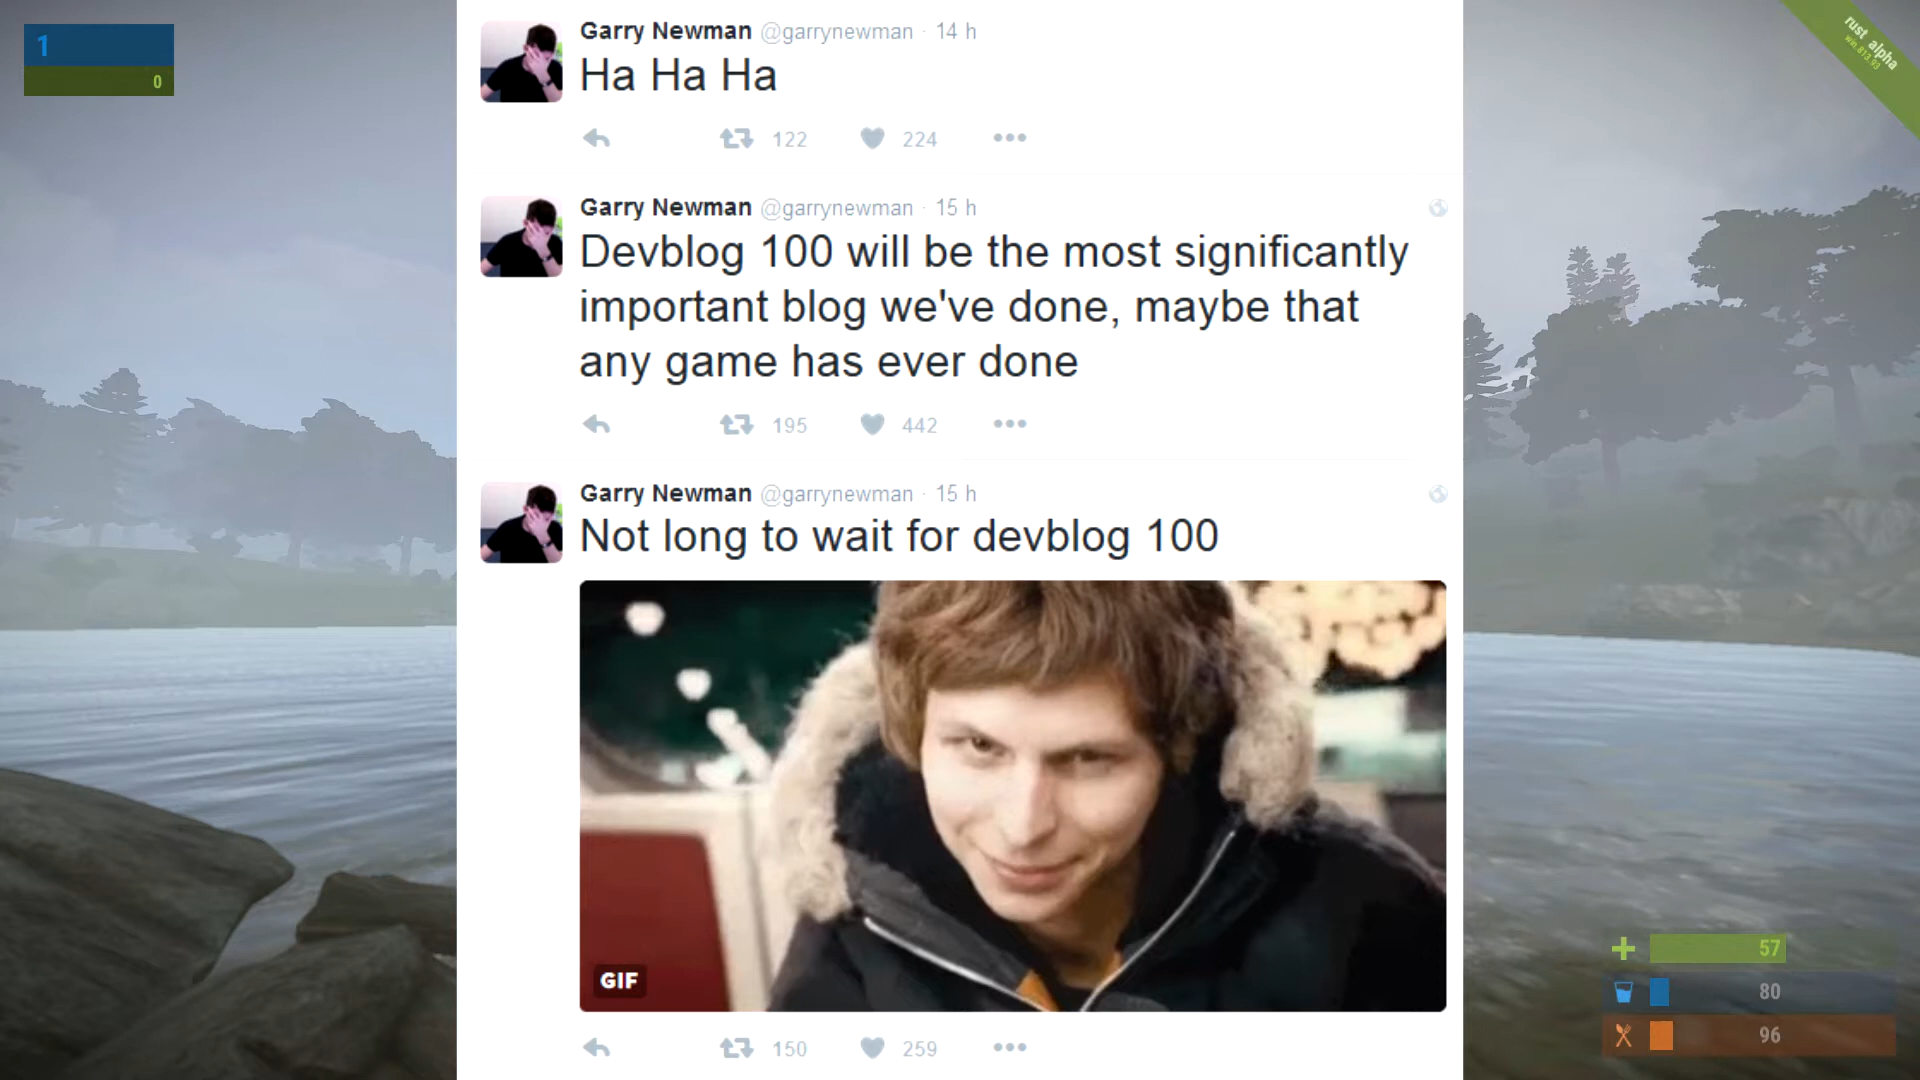 1
0
rust alpha
Garry Newman @garrynewman · 14 h
Ha Ha Ha
122 224
Garry Newman @garrynewman · 15 h
Devblog 100 will be the most significantly
important blog we've done, maybe that
any game has ever done
195 442
Garry Newman @garrynewman · 15 h
Not long to wait for devblog 100
GIF
150 259
57
80
96